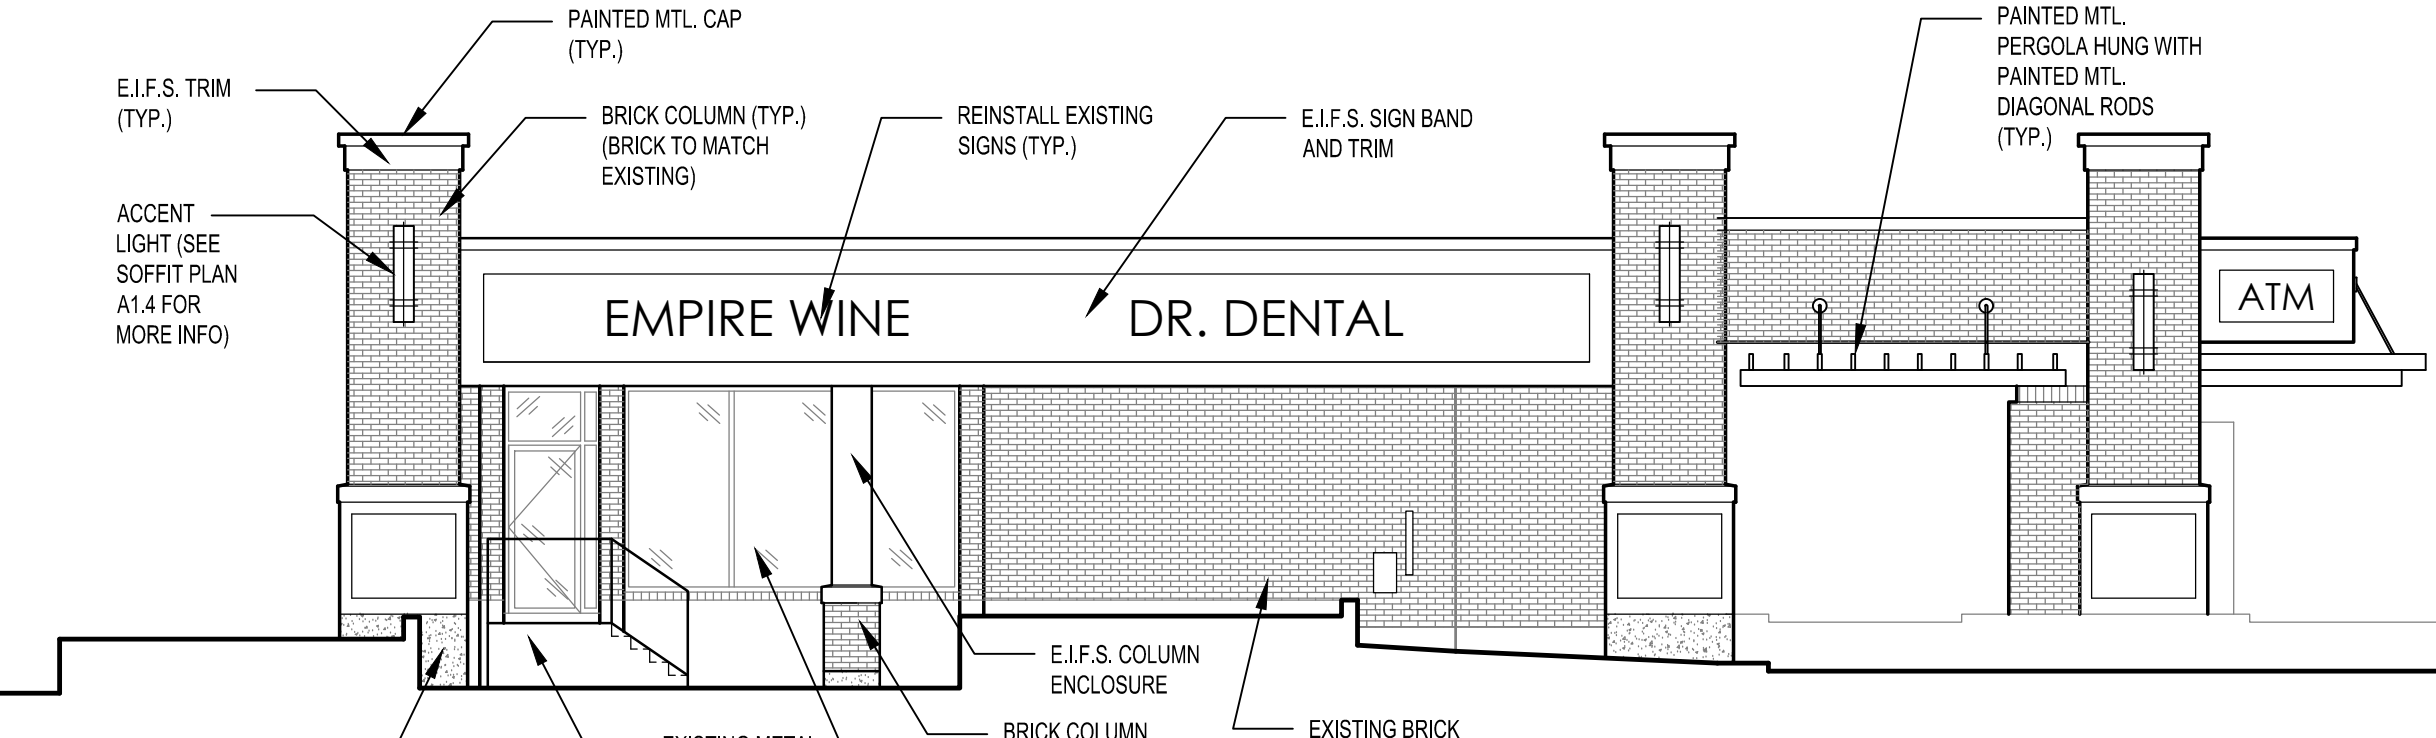 PAINTED MTL. CAP
(TYP.)
E.I.F.S. TRIM
(TYP.)
BRICK COLUMN (TYP.)
(BRICK TO MATCH
EXISTING)
REINSTALL EXISTING
SIGNS (TYP.)
E.I.F.S. SIGN BAND
AND TRIM
PAINTED MTL.
PERGOLA HUNG WITH
PAINTED MTL.
DIAGONAL RODS
(TYP.)
ACCENT
LIGHT (SEE
SOFFIT PLAN
A1.4 FOR
MORE INFO)
EMPIRE WINE
DR. DENTAL
ATM
E.I.F.S. COLUMN
ENCLOSURE
EXISTING METAL
BRICK COLUMN
EXISTING BRICK